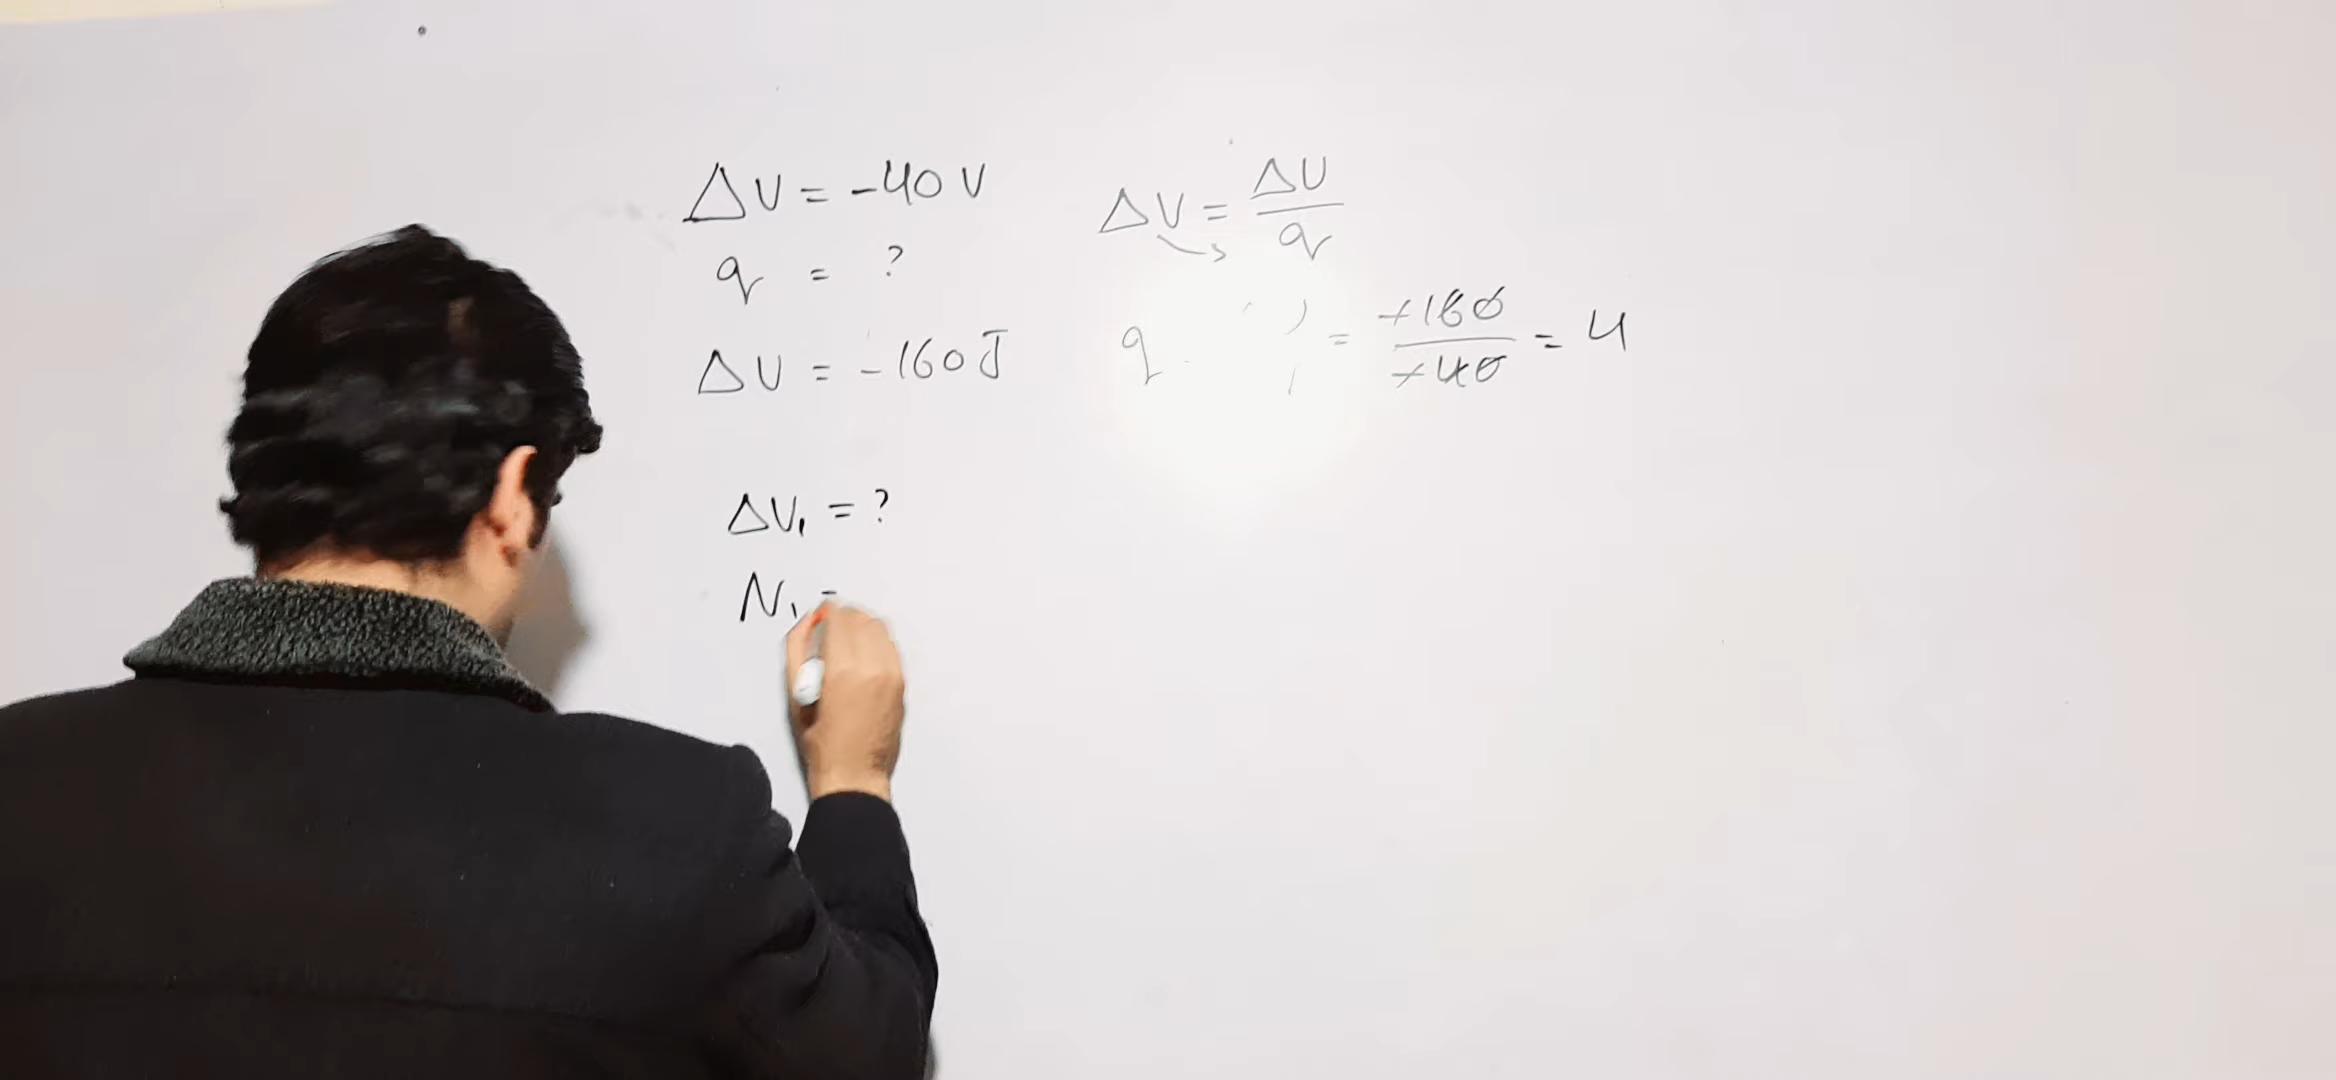 ΔV = -40 V
q = ?
ΔU = -160 J
ΔV = ΔU / q
q = -160 / -40 = 4
ΔV₁ = ?
N₁ =